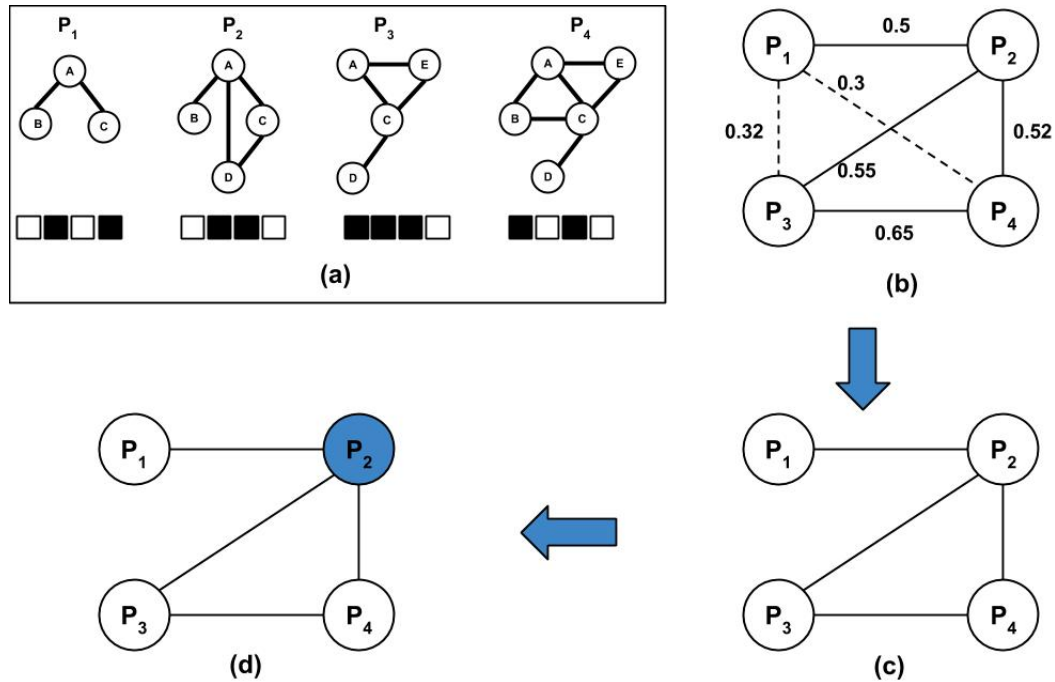 P1 P2 P3 P4
A
B C
A
B C
D
A E
C
D
A E
B C
D
(a)
P1 0.5 P2
0.3
0.32 0.52
0.55
P3 0.65 P4
(b)
P1 P2
P3 P4
(d)
P1 P2
P3 P4
(c)